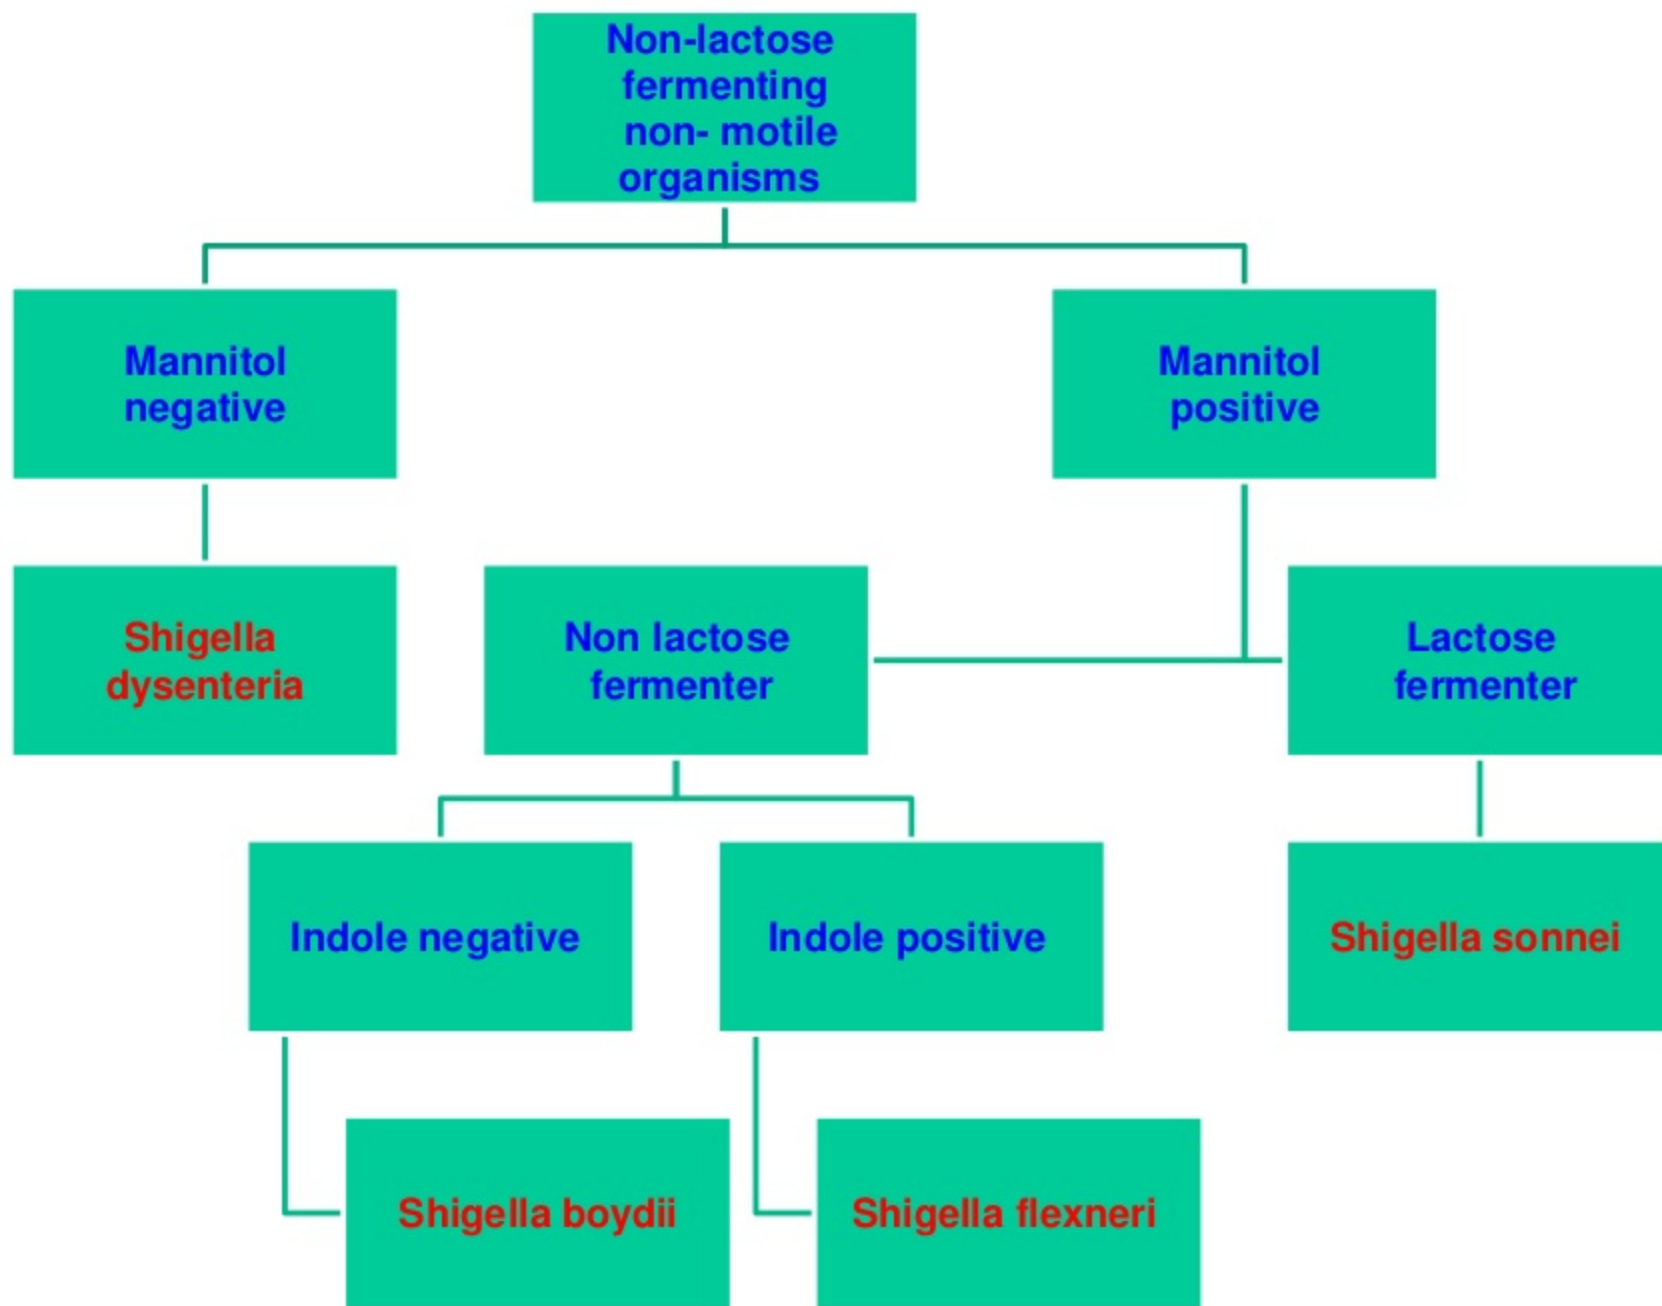 Non-lactose
fermenting
non- motile
organisms
Mannitol
negative
Mannitol
positive
Shigella
dysenteria
Non lactose
fermenter
Lactose
fermenter
Indole negative
Indole positive
Shigella sonnei
Shigella boydii
Shigella flexneri